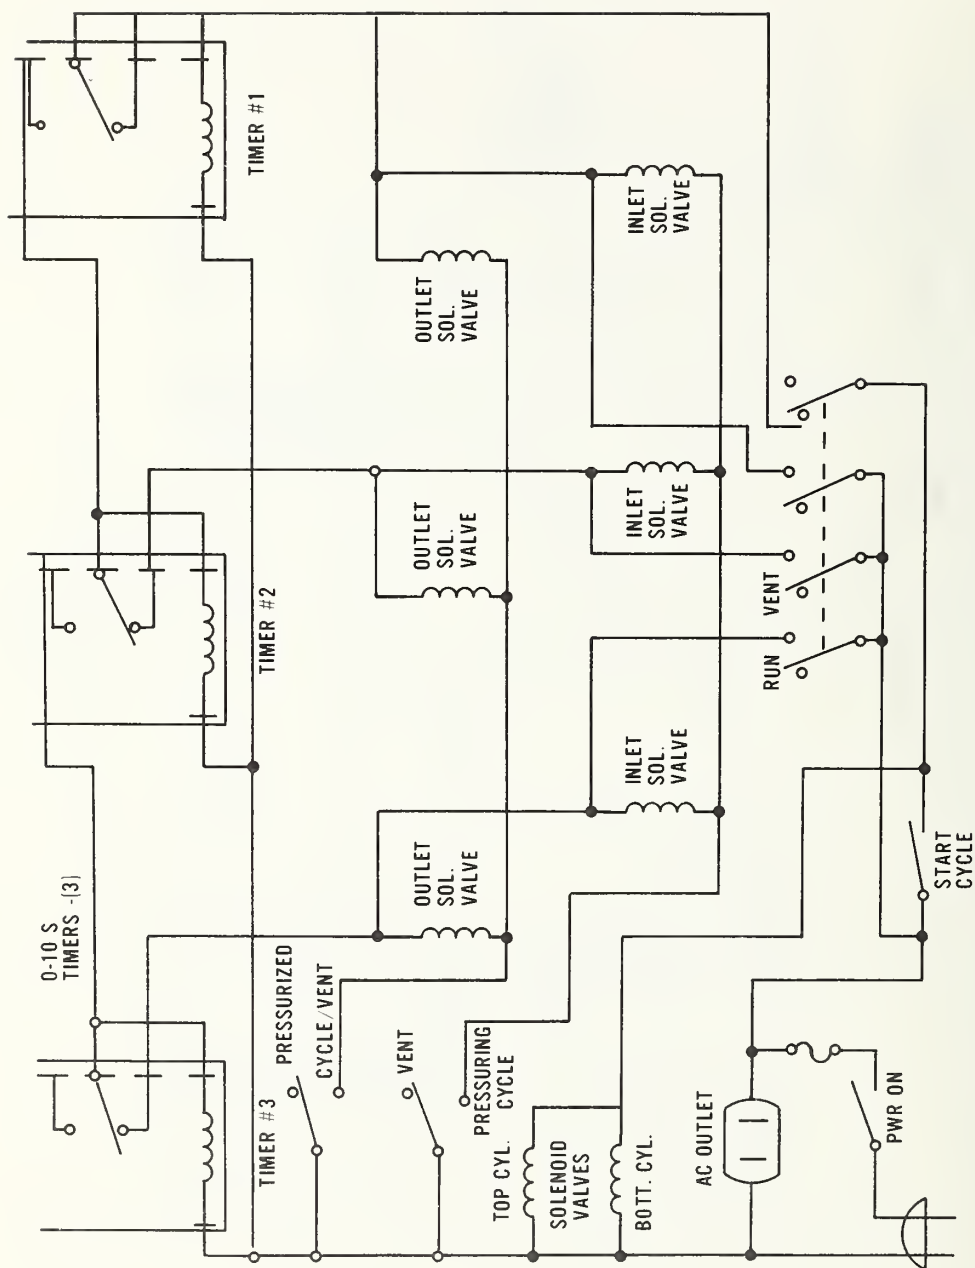 TIMER #1
0-10 S
TIMERS -(3)
TIMER #2
TIMER #3
OUTLET
SOL.
VALVE
INLET
SOL.
VALVE
OUTLET
SOL.
VALVE
INLET
SOL.
VALVE
OUTLET
SOL.
VALVE
INLET
SOL.
VALVE
PRESSURIZED
CYCLE/VENT
VENT
PRESSURING
CYCLE
RUN
VENT
TOP CYL.
SOLENOID
VALVES
BOTT. CYL.
AC OUTLET
PWR ON
START
CYCLE